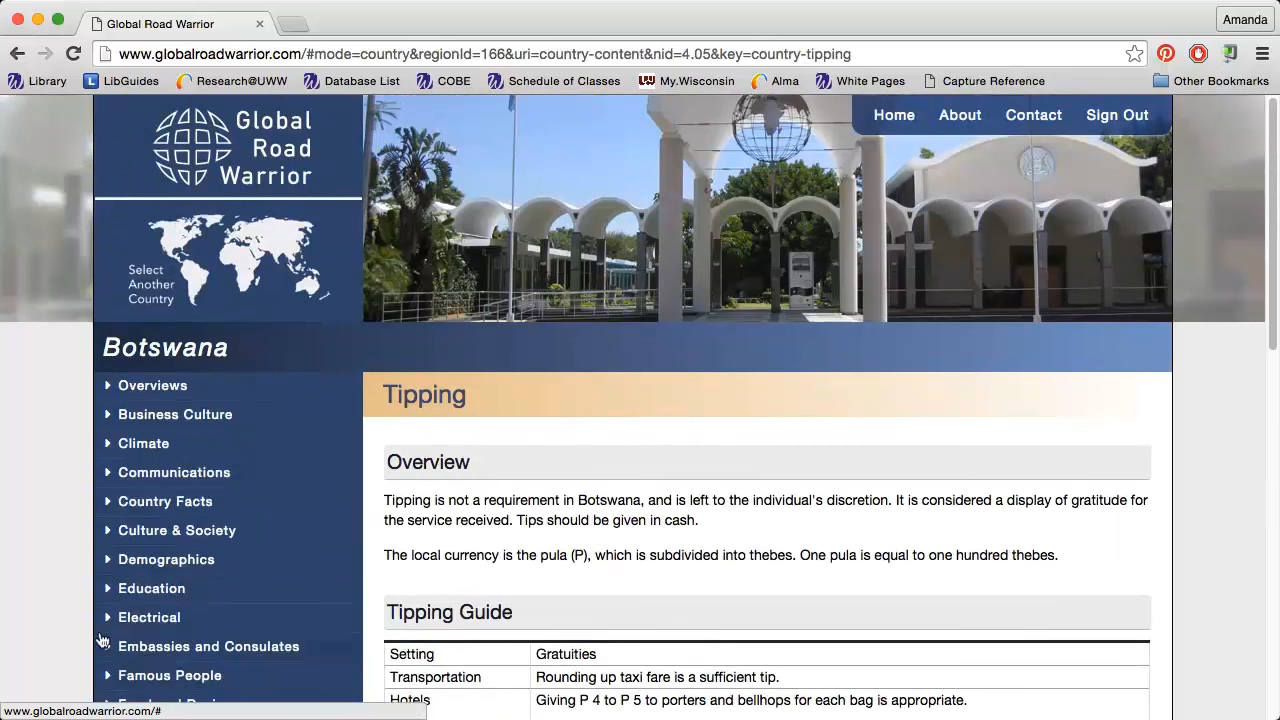 Global Road Warrior
Amanda
www.globalroadwarrior.com/#mode=country&regionId=166&uri=country-content&nid=4.05&key=country-tipping
Library LibGuides Research@UWW Database List COBE Schedule of Classes My.Wisconsin Alma White Pages Capture Reference Other Bookmarks
Home About Contact Sign Out
Global
Road
Warrior
Select
Another
Country
Botswana
Overviews
Business Culture
Climate
Communications
Country Facts
Culture & Society
Demographics
Education
Electrical
Embassies and Consulates
Famous People
Tipping
Overview
Tipping is not a requirement in Botswana, and is left to the individual's discretion. It is considered a display of gratitude for
the service received. Tips should be given in cash.
The local currency is the pula (P), which is subdivided into thebes. One pula is equal to one hundred thebes.
Tipping Guide
Setting Gratuities
Transportation Rounding up taxi fare is a sufficient tip.
Hotels Giving P 4 to P 5 to porters and bellhops for each bag is appropriate.
www.globalroadwarrior.com/#